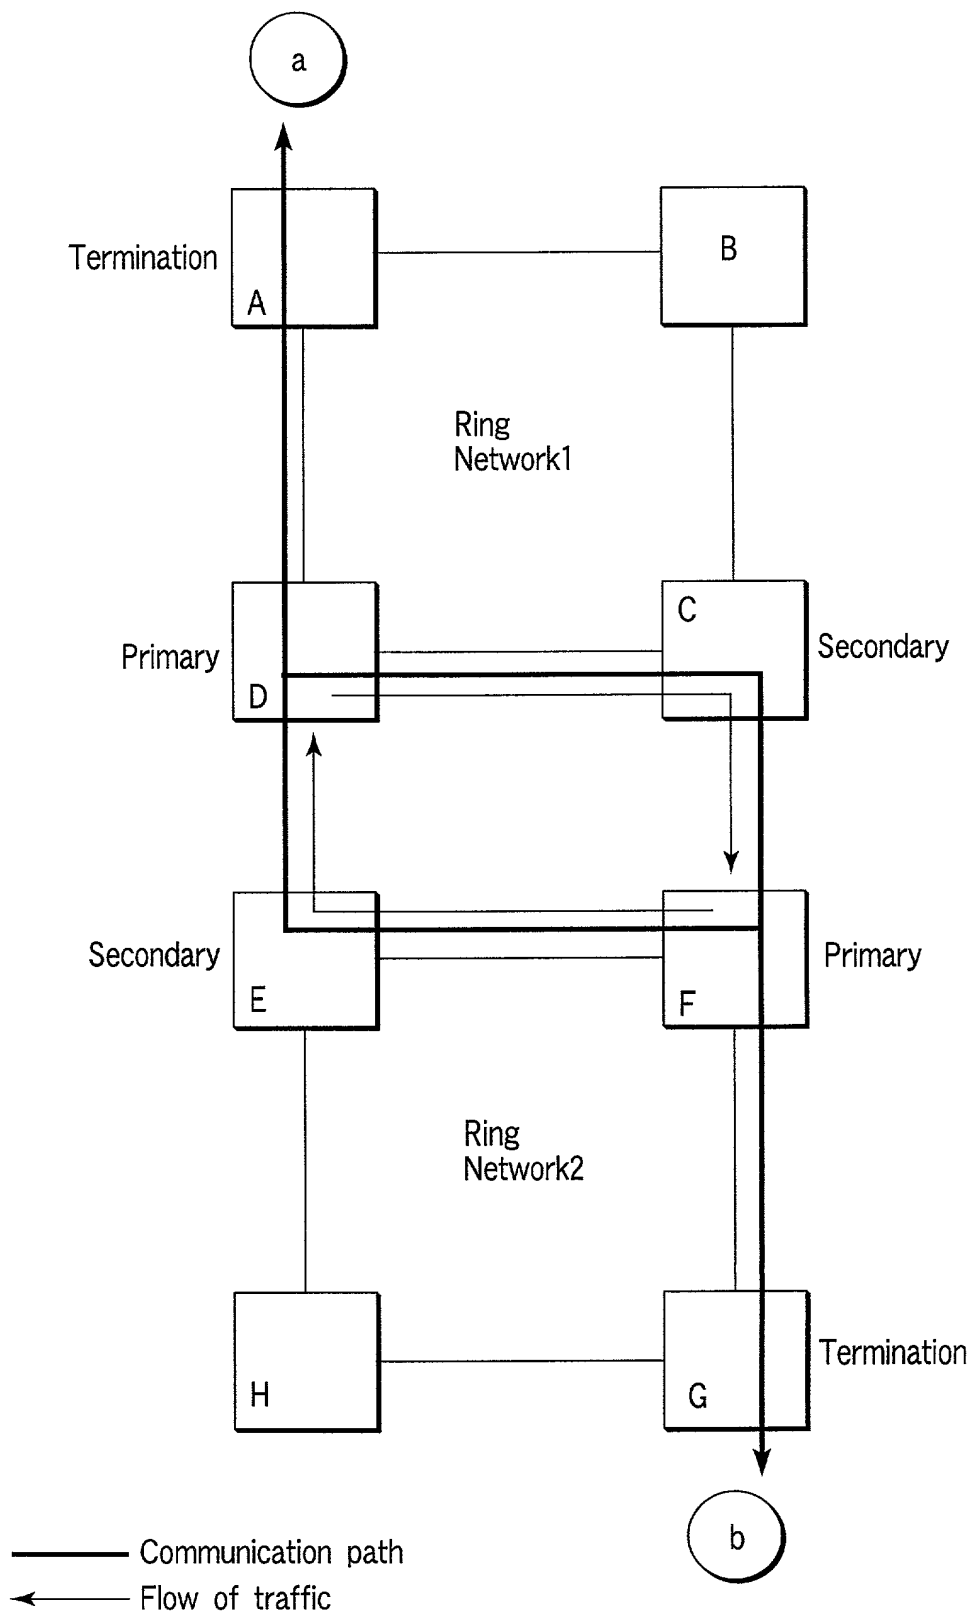 a
Termination
A
B
Ring
Network1
Primary
D
C
Secondary
Secondary
E
F
Primary
Ring
Network2
H
G
Termination
b
Communication path
Flow of traffic